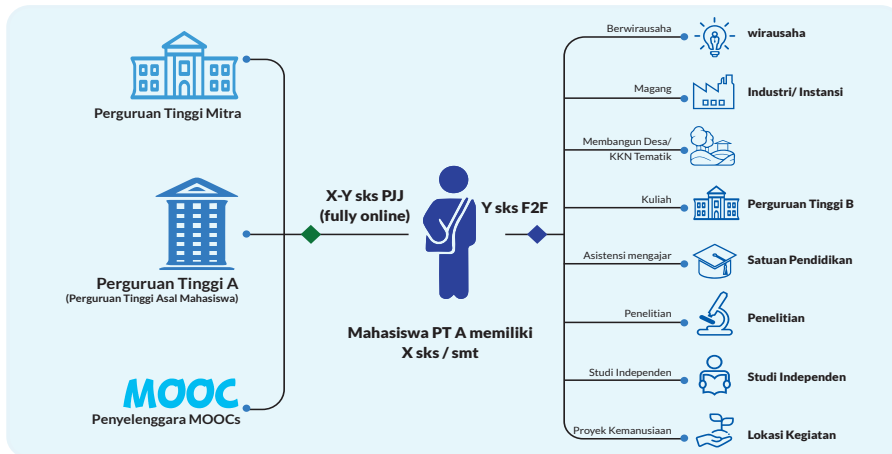 Perguruan Tinggi Mitra
Perguruan Tinggi A
(Perguruan Tinggi Asal Mahasiswa)
MOOC
Penyelenggara MOOCs
X-Y sks PJJ
(fully online)
Y sks F2F
Mahasiswa PT A memiliki
X sks / smt
Berwirausaha
wirausaha
Magang
Industri/ Instansi
Membangun Desa/
KKN Tematik
Kuliah
Perguruan Tinggi B
Asistensi mengajar
Satuan Pendidikan
Penelitian
Penelitian
Studi Independen
Studi Independen
Proyek Kemanusiaan
Lokasi Kegiatan